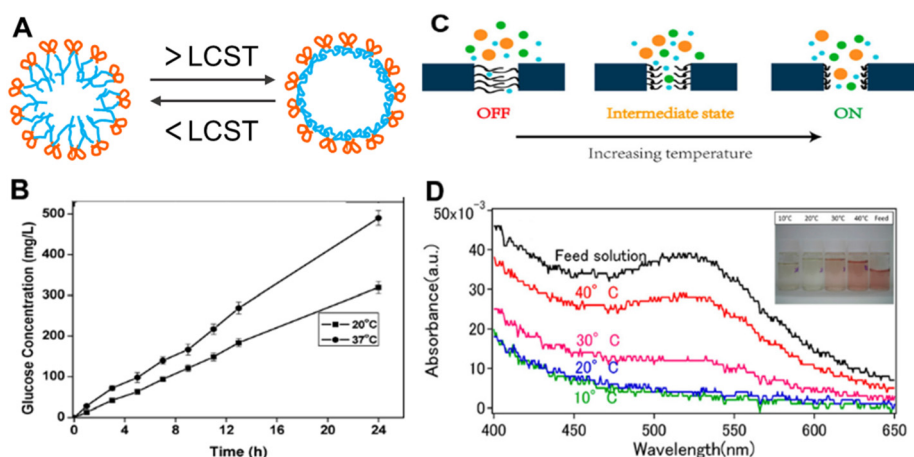 A
> LCST
< LCST
C
OFF
Intermediate state
ON
Increasing temperature
B
Glucose Concentration (mg/L)
500
400
300
200
100
0
0
4
8
12
16
20
24
Time (h)
20°C
37°C
D
50x10⁻³
40
30
20
10
0
Absorbance(a.u.)
Feed solution
40° C
30° C
20° C
10° C
10°C 20°C 30°C 40°C Feed
400 450 500 550 600 650
Wavelength(nm)